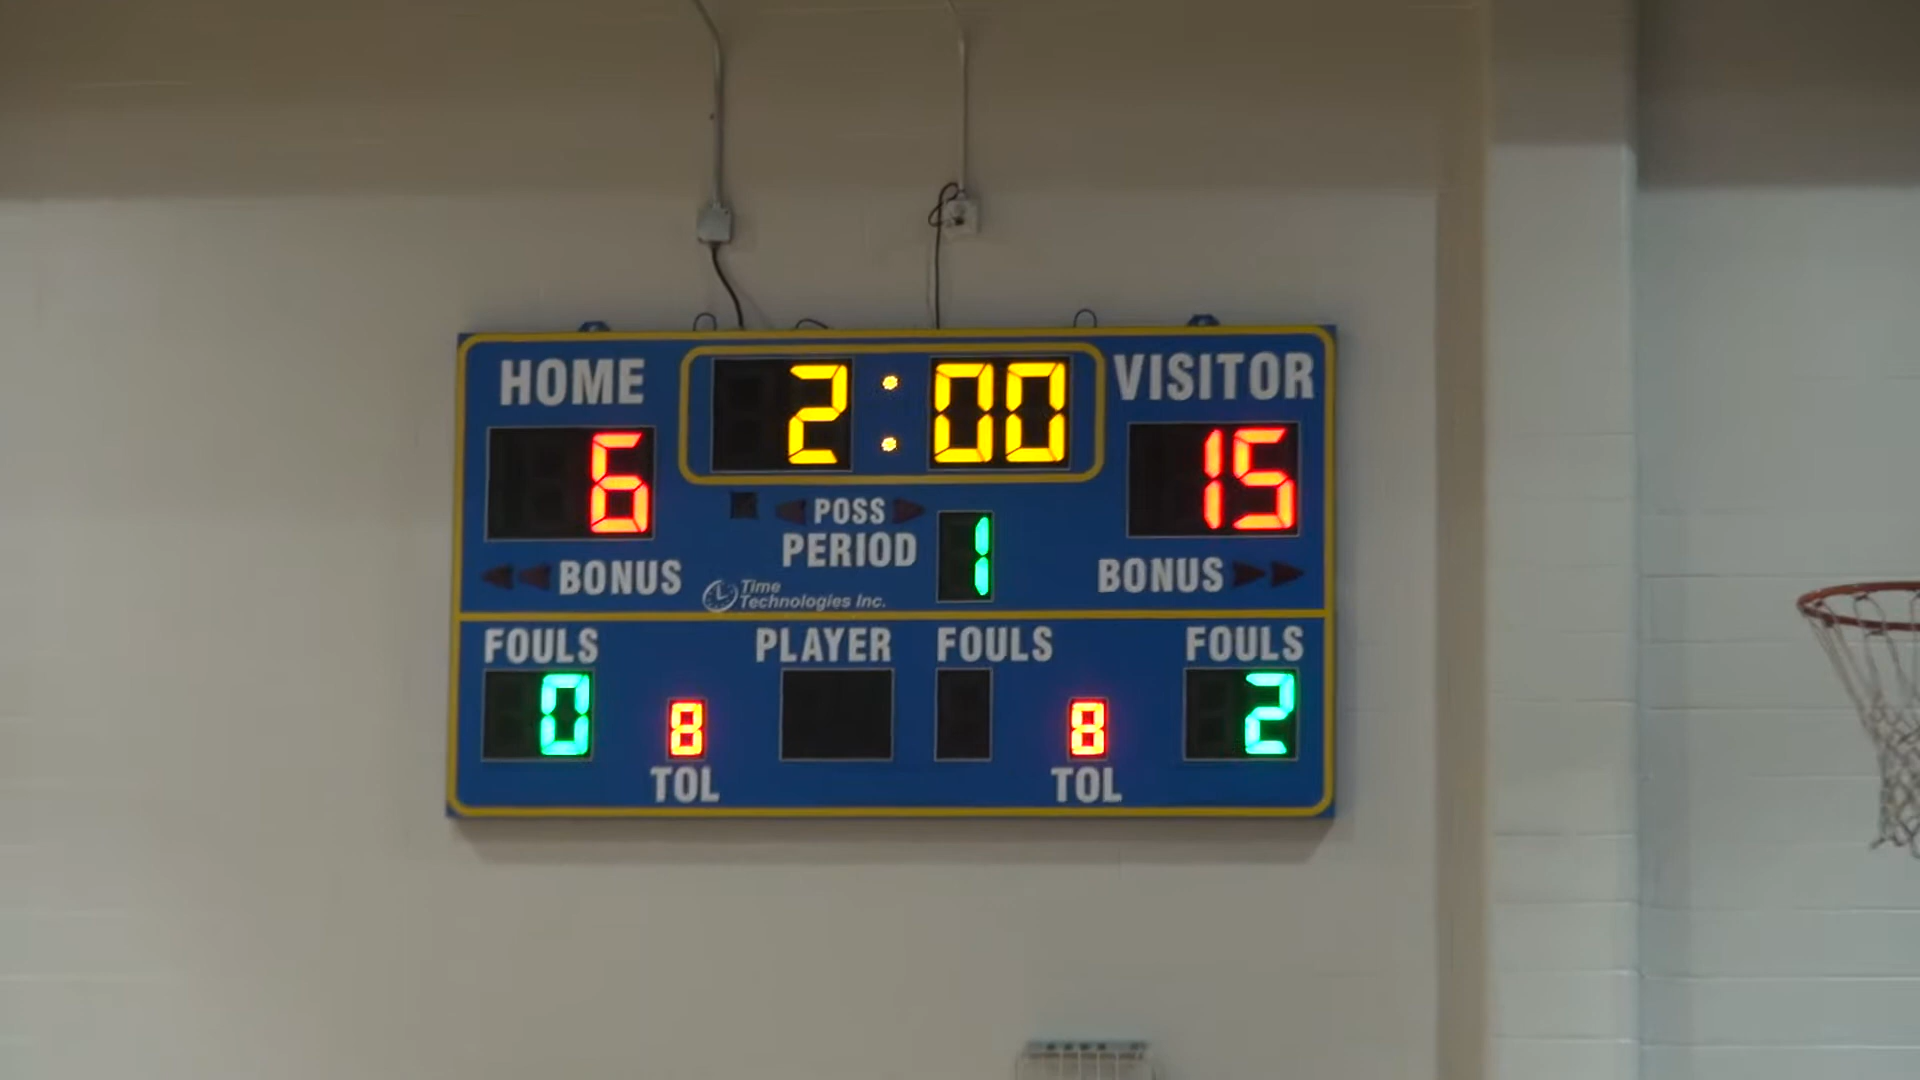 HOME 2:00 VISITOR
6 15
POSS
PERIOD 1
BONUS BONUS
Time
Technologies Inc.
FOULS PLAYER FOULS FOULS
0 8 8 2
TOL TOL